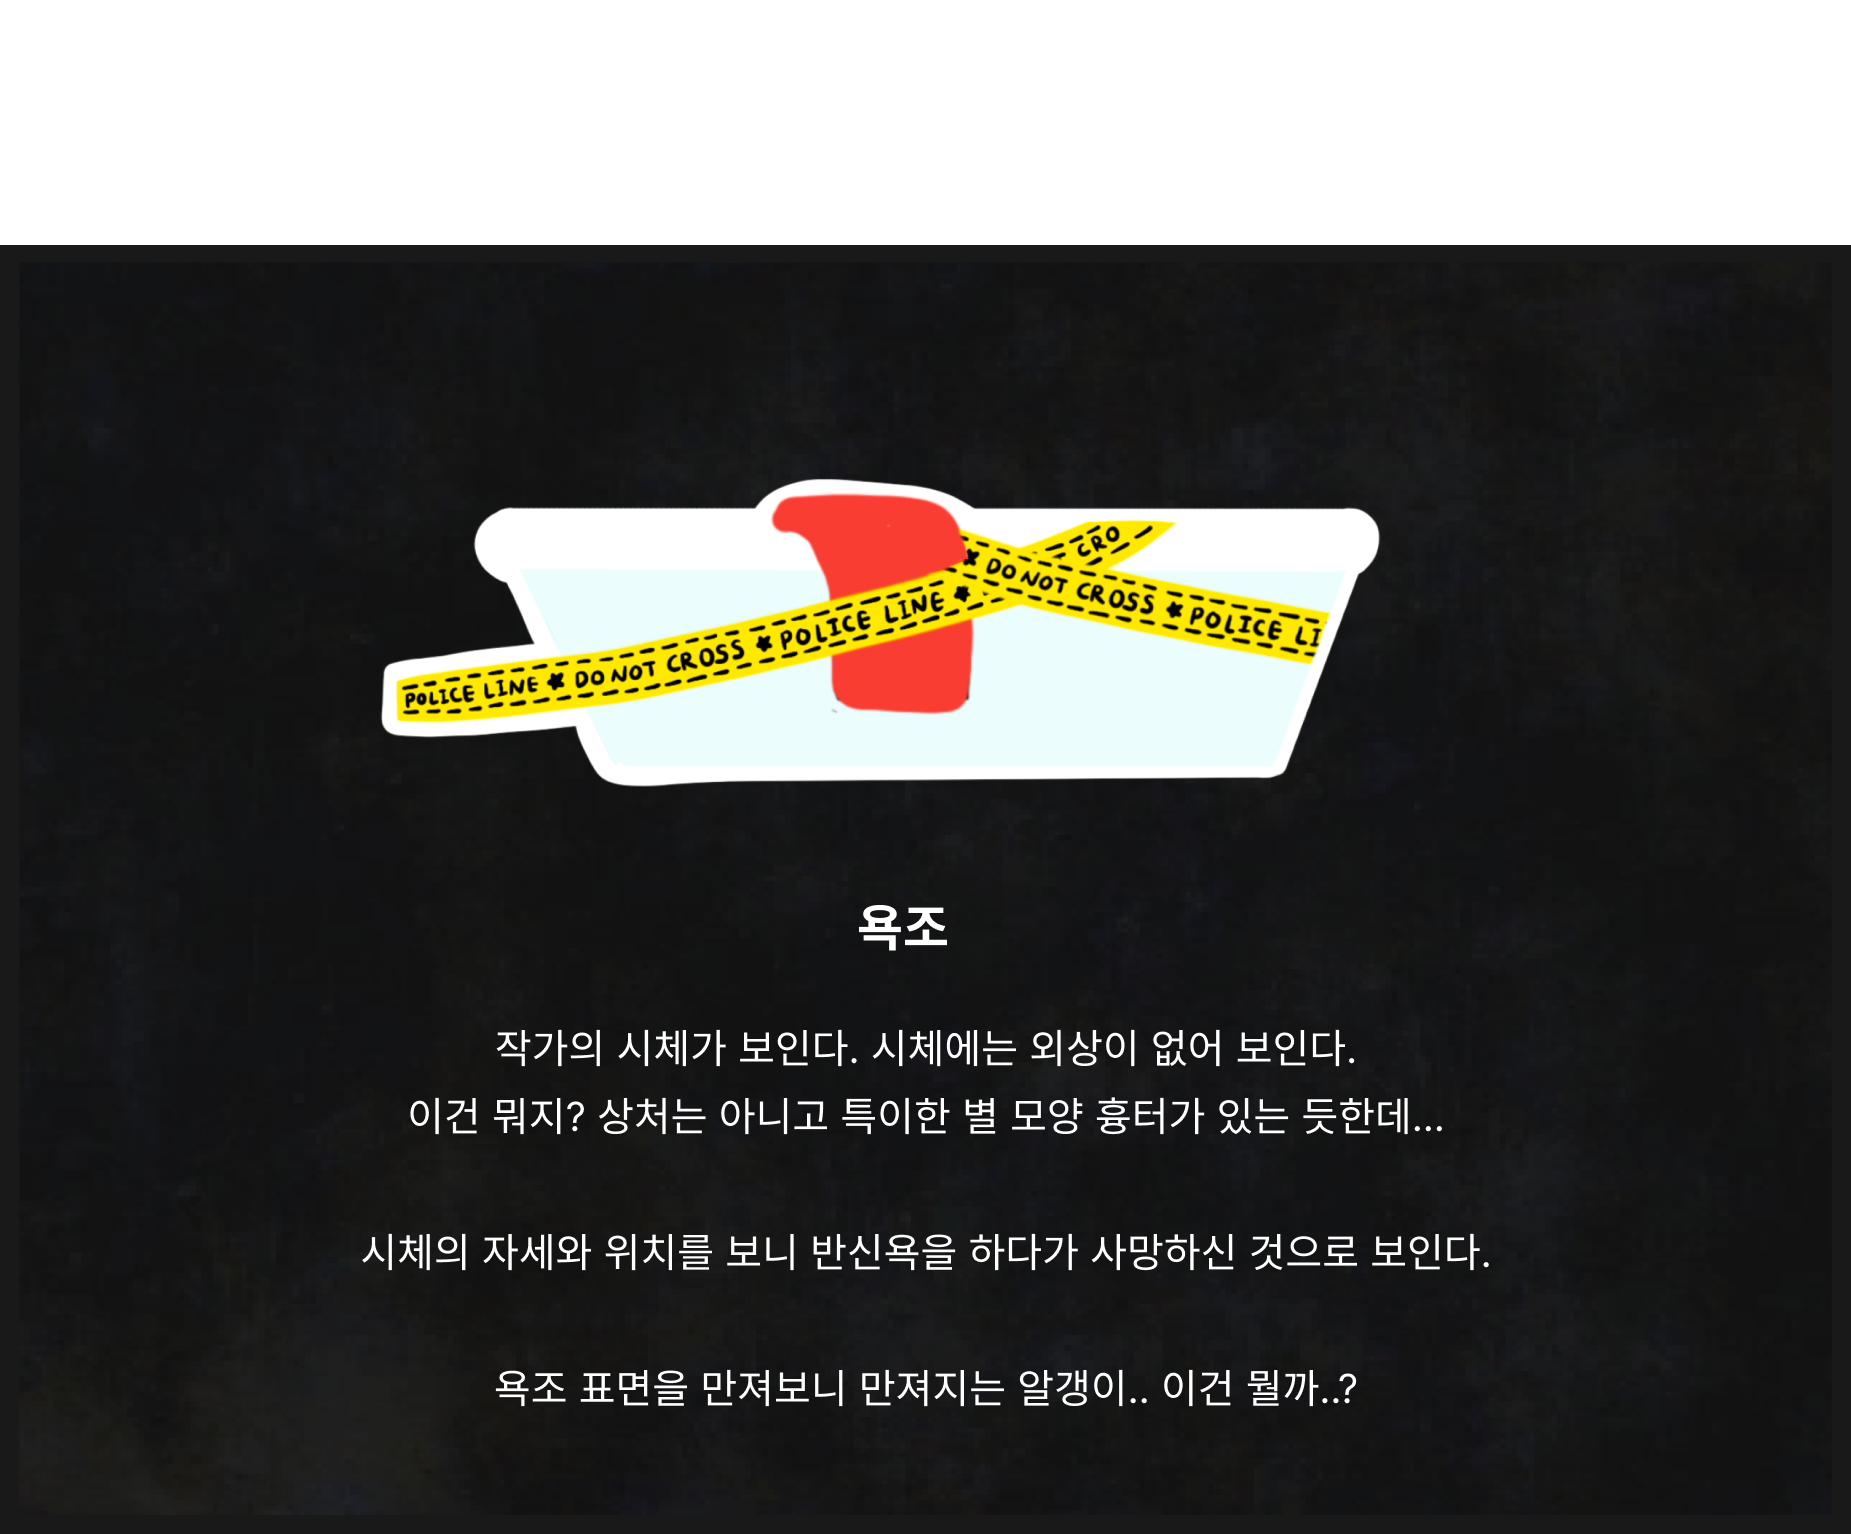 CRO
★ DO NOT CROSS ★ POLICE LI
POLICE LINE ★ DO NOT CROSS ★ POLICE LINE ★
욕조
작가의 시체가 보인다. 시체에는 외상이 없어 보인다.
이건 뭐지? 상처는 아니고 특이한 별 모양 흉터가 있는 듯한데...
시체의 자세와 위치를 보니 반신욕을 하다가 사망하신 것으로 보인다.
욕조 표면을 만져보니 만져지는 알갱이.. 이건 뭘까..?